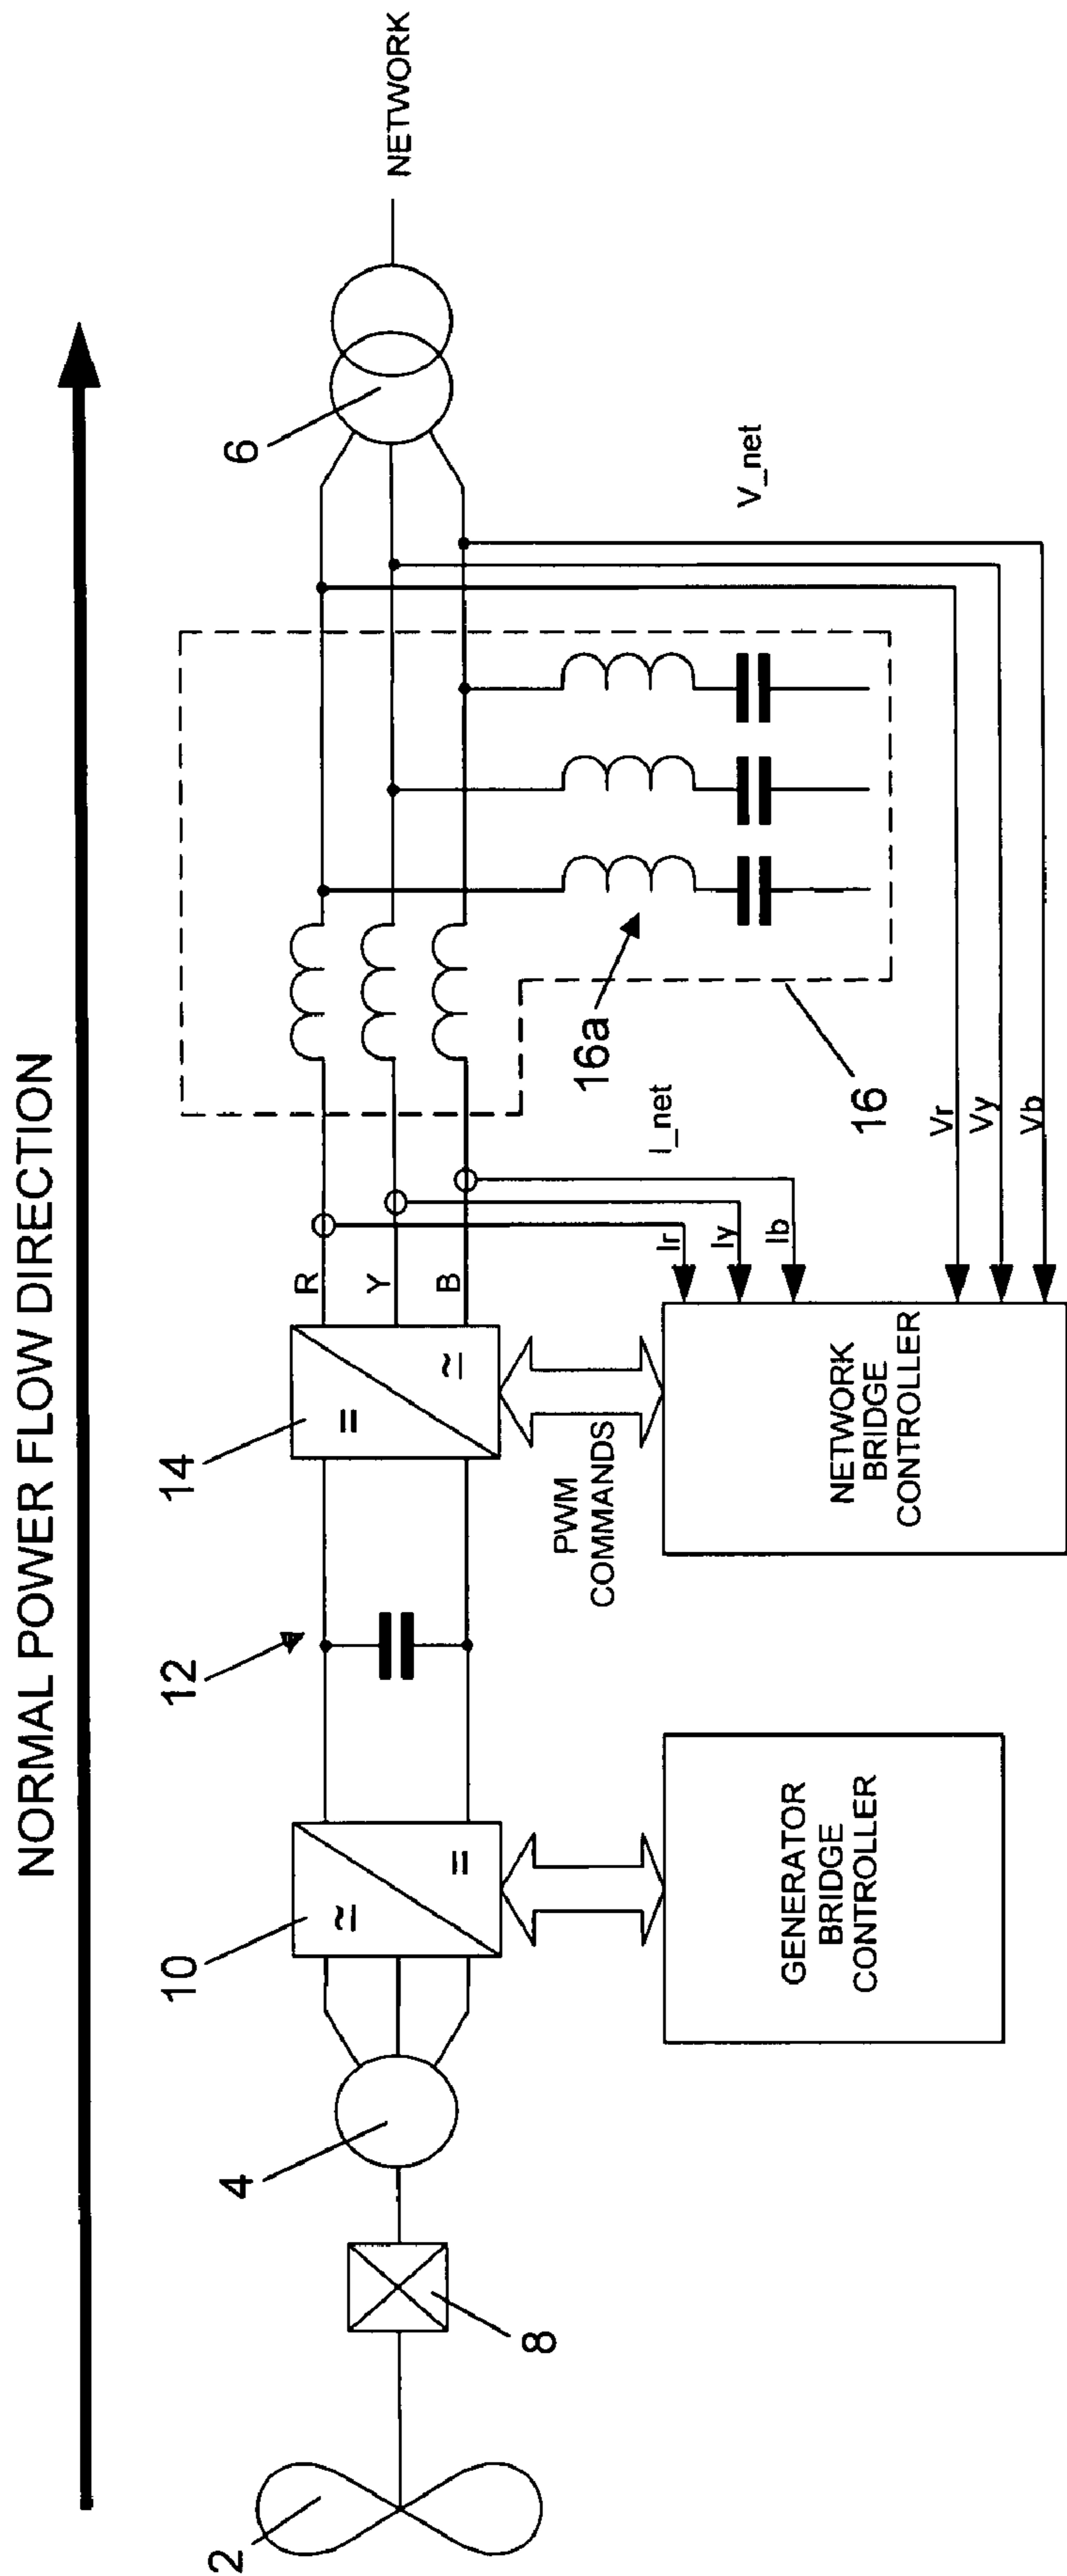 NORMAL POWER FLOW DIRECTION
2
8
4
10
12
14
R
Y
B
16a
16
6
NETWORK
I_net
V_net
Ir
Iy
Ib
Vr
Vy
Vb
PWM
COMMANDS
GENERATOR
BRIDGE
CONTROLLER
NETWORK
BRIDGE
CONTROLLER